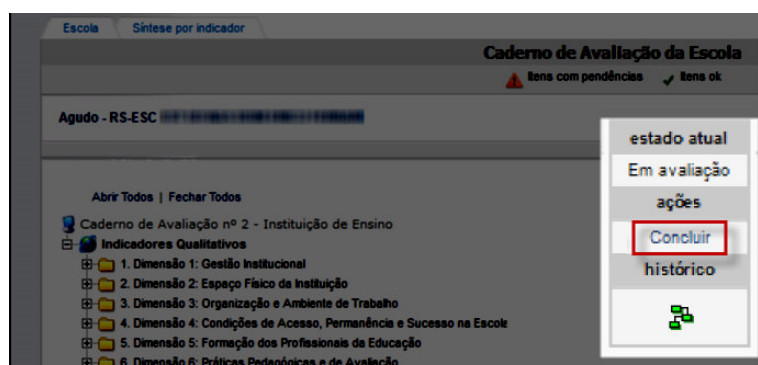 Escola Síntese por indicador
Caderno de Avaliação da Escola
Itens com pendências Itens ok
Agudo - RS-ESC
estado atual
Em avaliação
ações
Concluir
histórico
Abrir Todos | Fechar Todos
Caderno de Avaliação nº 2 - Instituição de Ensino
Indicadores Qualitativos
1. Dimensão 1: Gestão Institucional
2. Dimensão 2: Espaço Físico da Instituição
3. Dimensão 3: Organização e Ambiente de Trabalho
4. Dimensão 4: Condições de Acesso, Permanência e Sucesso na Escola
5. Dimensão 5: Formação dos Profissionais da Educação
6. Dimensão 6: Práticas Pedagógicas e de Avaliação